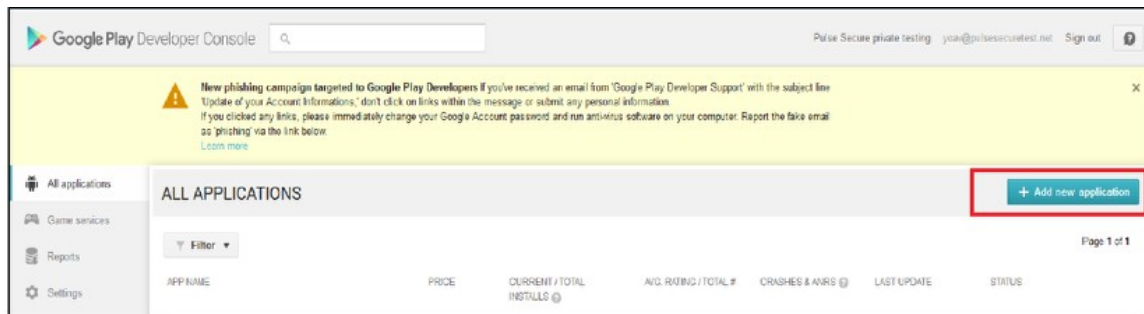 Google Play Developer Console
Pulse Secure private testing year@pulsesecuretest.net Sign out
New phishing campaign targeted to Google Play Developers If you've received an email from 'Google Play Developer Support' with the subject line
'Update of your Account Informations,' don't click on links within the message or submit any personal information.
If you clicked any links, please immediately change your Google Account password and run anti-virus software on your computer. Report the fake email
as 'phishing' via the link below.
Learn more
All applications
Game services
Reports
Settings
ALL APPLICATIONS
+ Add new application
Filter
Page 1 of 1
APP NAME PRICE CURRENT / TOTAL AVG. RATING / TOTAL # CRASHES & ANRS LAST UPDATE STATUS
INSTALLS